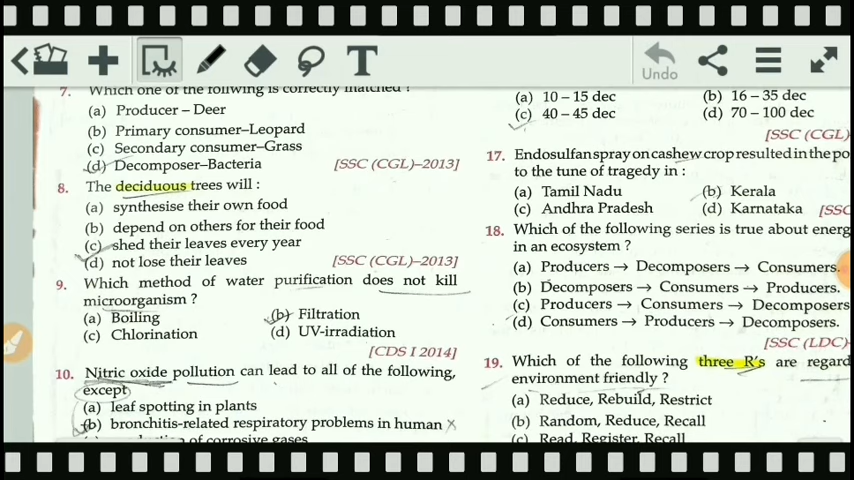 Undo
7. Which one of the following is correctly matched ?
(a) Producer – Deer
(b) Primary consumer–Leopard
(c) Secondary consumer–Grass
(d) Decomposer–Bacteria [SSC (CGL)–2013]
8. The deciduous trees will :
(a) synthesise their own food
(b) depend on others for their food
(c) shed their leaves every year
(d) not lose their leaves [SSC (CGL)–2013]
9. Which method of water purification does not kill
microorganism ?
(a) Boiling (b) Filtration
(c) Chlorination (d) UV-irradiation
[CDS I 2014]
10. Nitric oxide pollution can lead to all of the following,
except
(a) leaf spotting in plants
(b) bronchitis-related respiratory problems in human
production of corrosive gases
(a) 10 – 15 dec (b) 16 – 35 dec
(c) 40 – 45 dec (d) 70 – 100 dec
[SSC (CGL)
17. Endosulfan spray on cashew crop resulted in the po
to the tune of tragedy in :
(a) Tamil Nadu (b) Kerala
(c) Andhra Pradesh (d) Karnataka [SSC
18. Which of the following series is true about energ
in an ecosystem ?
(a) Producers → Decomposers → Consumers.
(b) Decomposers → Consumers → Producers.
(c) Producers → Consumers → Decomposers
(d) Consumers → Producers → Decomposers.
[SSC (LDC)
19. Which of the following three R's are regard
environment friendly ?
(a) Reduce, Rebuild, Restrict
(b) Random, Reduce, Recall
(c) Read, Register, Recall